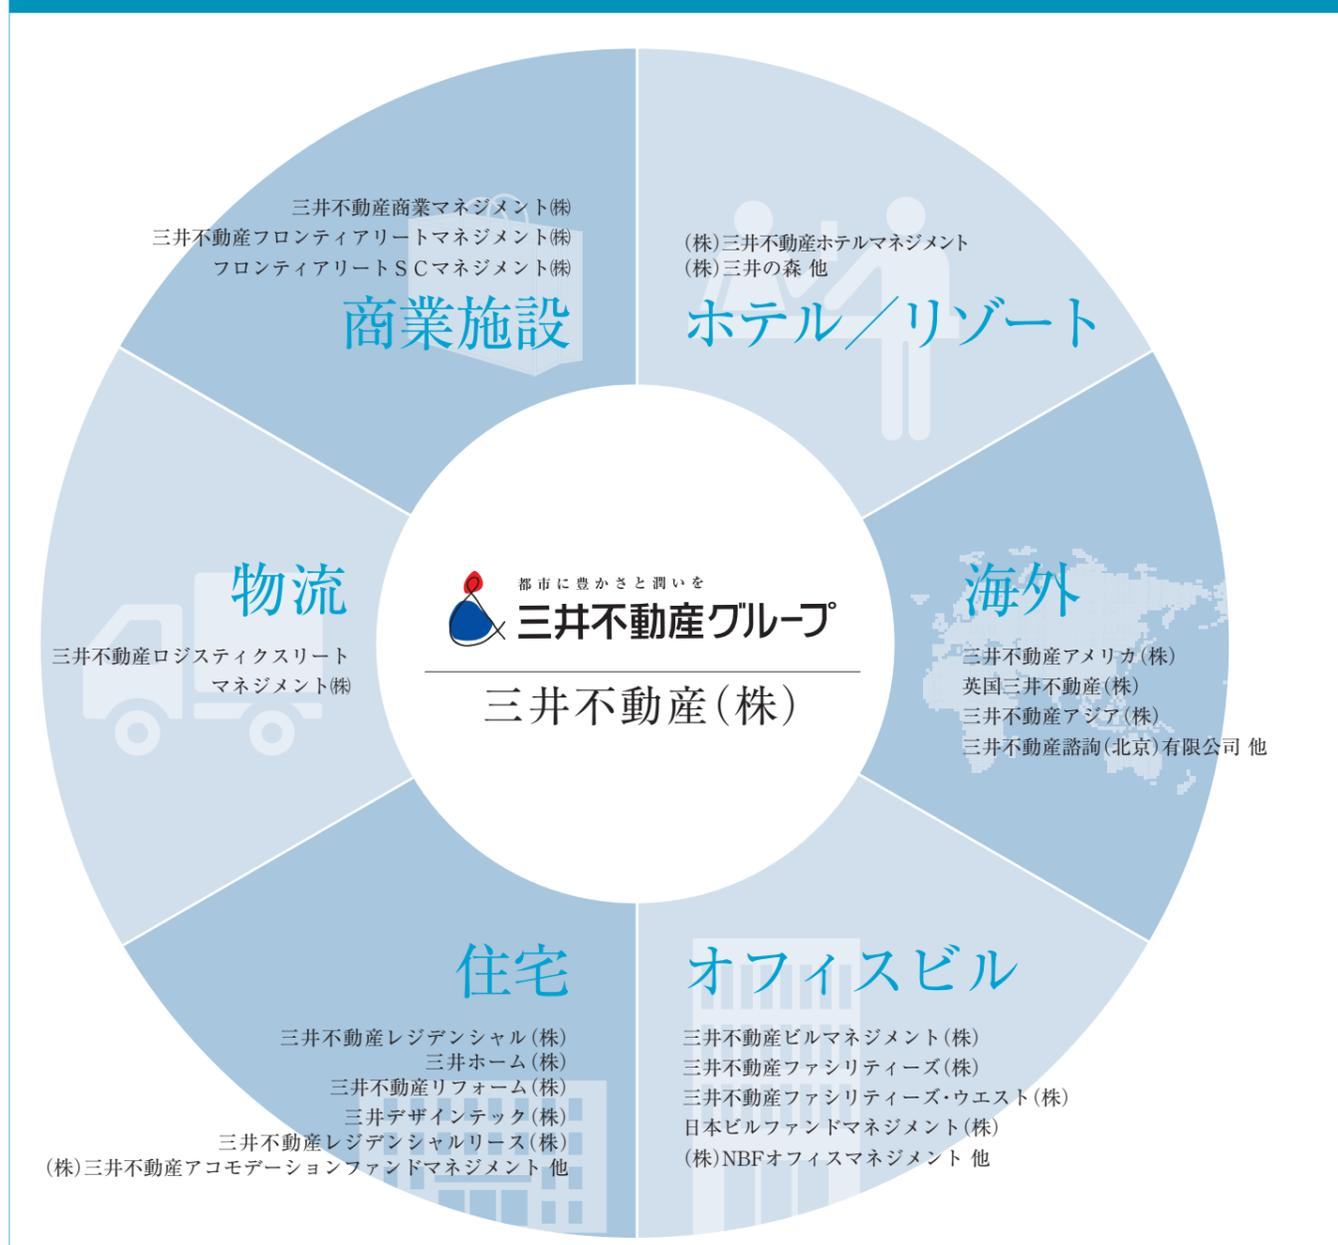 三井不動産商業マネジメント㈱
三井不動産フロンティアリートマネジメント㈱
フロンティアリートＳＣマネジメント㈱
商業施設
(株)三井不動産ホテルマネジメント
(株)三井の森 他
ホテル／リゾート
物流
三井不動産ロジスティクスリート
マネジメント㈱
都市に豊かさと潤いを
三井不動産グループ
三井不動産(株)
海外
三井不動産アメリカ(株)
英国三井不動産(株)
三井不動産アジア(株)
三井不動産諮詢(北京)有限公司 他
住宅
三井不動産レジデンシャル(株)
三井ホーム(株)
三井不動産リフォーム(株)
三井デザインテック(株)
三井不動産レジデンシャルリース(株)
(株)三井不動産アコモデーションファンドマネジメント 他
オフィスビル
三井不動産ビルマネジメント(株)
三井不動産ファシリティーズ(株)
三井不動産ファシリティーズ・ウエスト(株)
日本ビルファンドマネジメント(株)
(株)NBFオフィスマネジメント 他